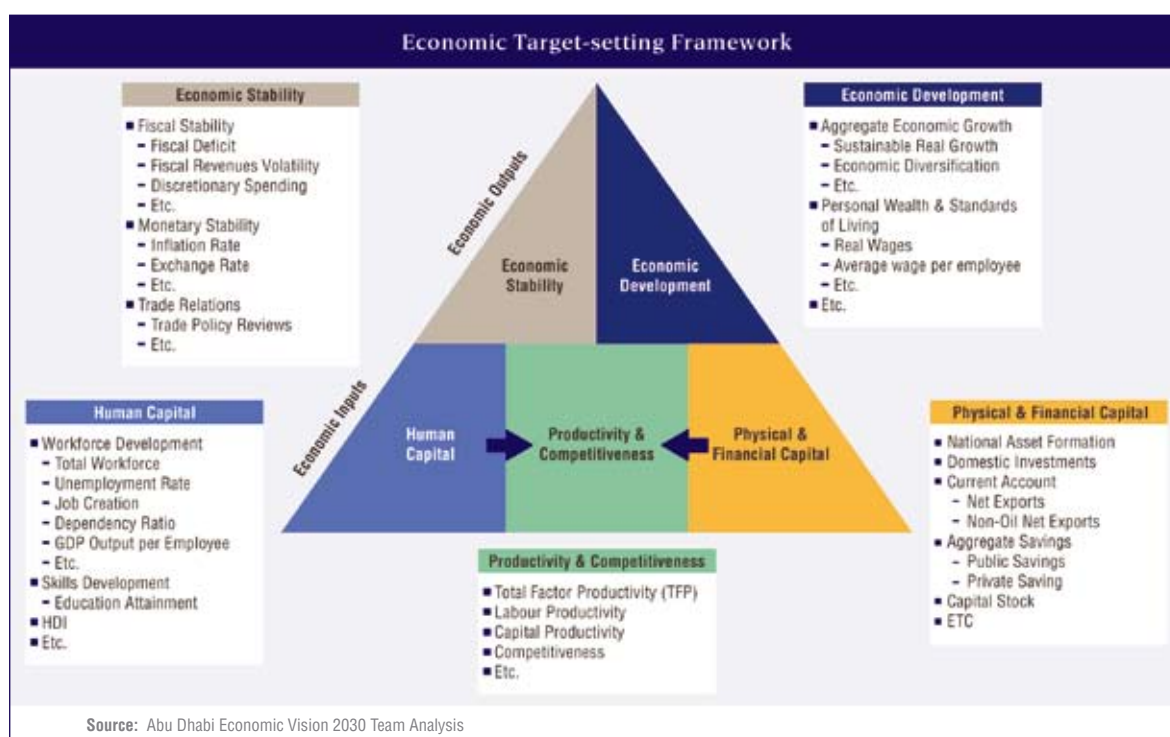 Economic Target-setting Framework
Economic Stability
▪ Fiscal Stability
– Fiscal Deficit
– Fiscal Revenues Volatility
– Discretionary Spending
– Etc.
▪ Monetary Stability
– Inflation Rate
– Exchange Rate
– Etc.
▪ Trade Relations
– Trade Policy Reviews
– Etc.
Economic Development
▪ Aggregate Economic Growth
– Sustainable Real Growth
– Economic Diversification
– Etc.
▪ Personal Wealth & Standards
of Living
– Real Wages
– Average wage per employee
– Etc.
▪ Etc.
Economic Outputs
Economic
Stability
Economic
Development
Economic Inputs
Human
Capital
Productivity &
Competitiveness
Physical &
Financial Capital
Human Capital
▪ Workforce Development
– Total Workforce
– Unemployment Rate
– Job Creation
– Dependency Ratio
– GDP Output per Employee
– Etc.
▪ Skills Development
– Education Attainment
▪ HDI
▪ Etc.
Productivity & Competitiveness
▪ Total Factor Productivity (TFP)
▪ Labour Productivity
▪ Capital Productivity
▪ Competitiveness
▪ Etc.
Physical & Financial Capital
▪ National Asset Formation
▪ Domestic Investments
▪ Current Account
– Net Exports
– Non-Oil Net Exports
▪ Aggregate Savings
– Public Savings
– Private Saving
▪ Capital Stock
▪ ETC
Source: Abu Dhabi Economic Vision 2030 Team Analysis